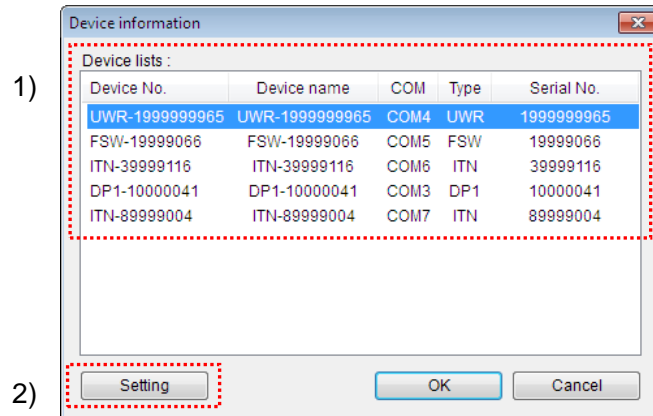 Device information
1)
Device lists :
Device No. Device name COM Type Serial No.
UWR-1999999965 UWR-1999999965 COM4 UWR 1999999965
FSW-19999066 FSW-19999066 COM5 FSW 19999066
ITN-39999116 ITN-39999116 COM6 ITN 39999116
DP1-10000041 DP1-10000041 COM3 DP1 10000041
ITN-89999004 ITN-89999004 COM7 ITN 89999004
2)
Setting OK Cancel